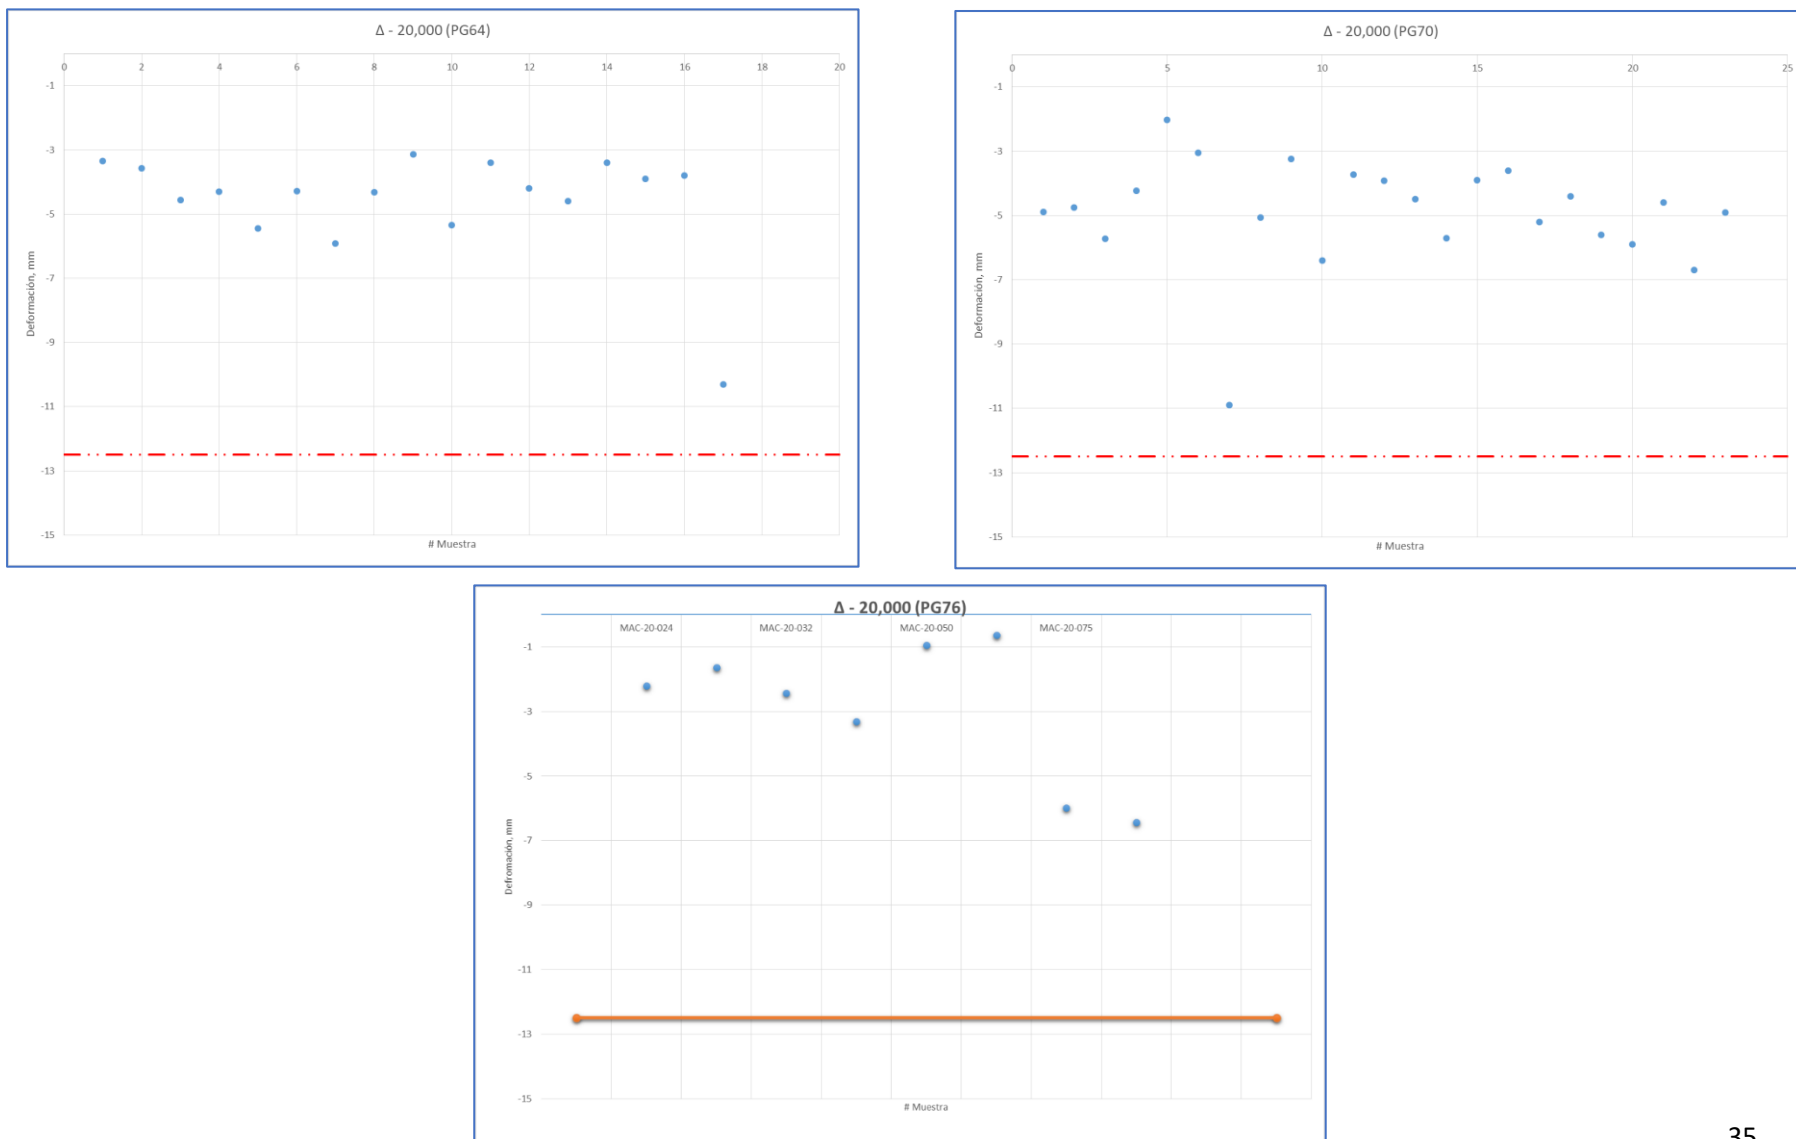 Δ - 20,000 (PG64)
0 2 4 6 8 10 12 14 16 18 20
-1
-3
-5
-7
-9
-11
-13
-15
Deformación, mm
# Muestra
Δ - 20,000 (PG70)
0 5 10 15 20 25
-1
-3
-5
-7
-9
-11
-13
-15
Deformación, mm
# Muestra
Δ - 20,000 (PG76)
MAC-20-024 MAC-20-032 MAC-20-050 MAC-20-075
-1
-3
-5
-7
-9
-11
-13
-15
Defromación, mm
# Muestra
35